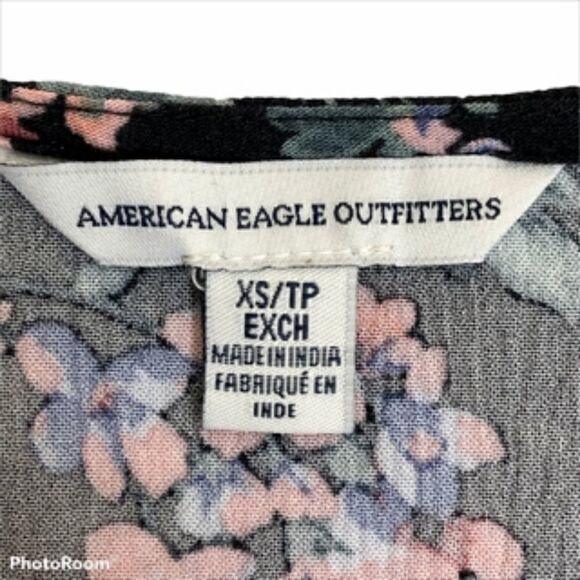 AMERICAN EAGLE OUTFITTERS
XS/TP
EXCH
MADE IN INDIA
FABRIQUÉ EN
INDE
PhotoRoom